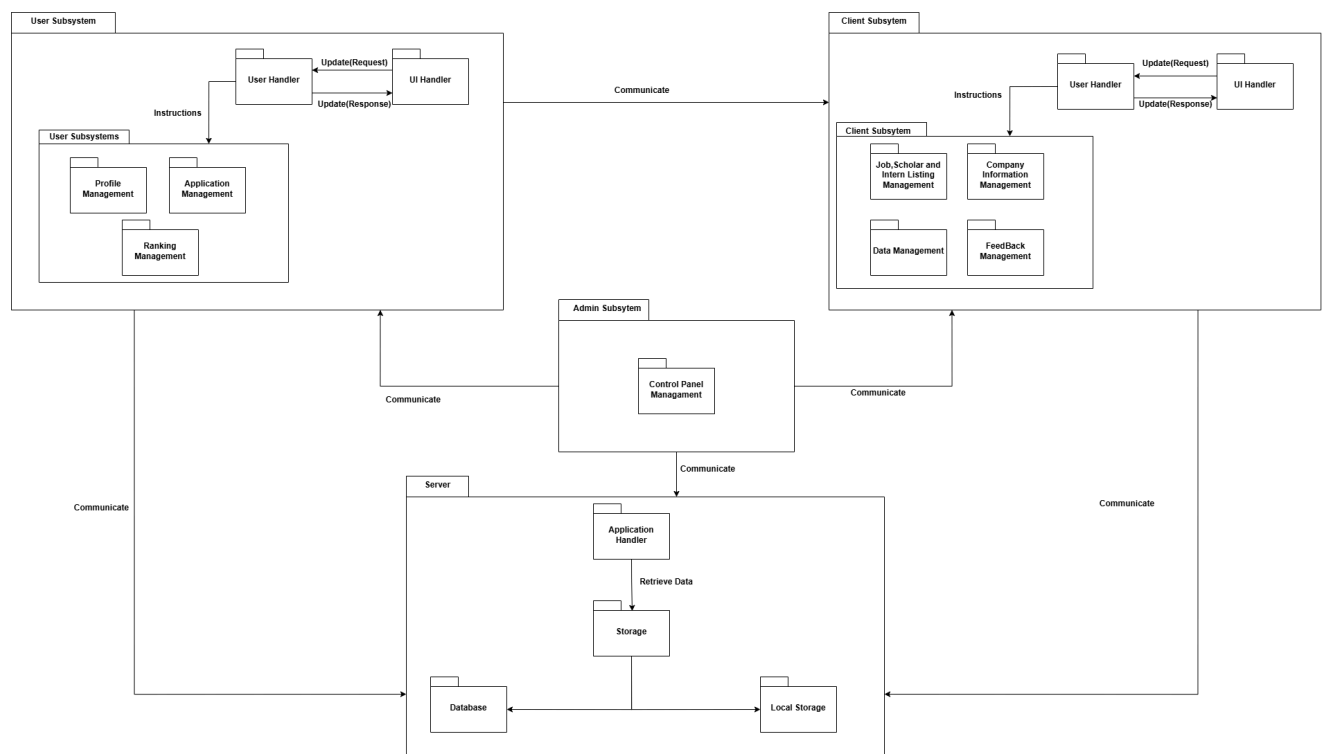 User Subsystem
User Handler
Update(Request)
UI Handler
Update(Response)
Instructions
User Subsystems
Profile
Management
Application
Management
Ranking
Management
Communicate
Client Subsytem
User Handler
Update(Request)
UI Handler
Update(Response)
Instructions
Client Subsytem
Job,Scholar and
Intern Listing
Management
Company
Information
Management
Data Management
FeedBack
Management
Admin Subsytem
Control Panel
Managament
Communicate
Communicate
Communicate
Communicate
Communicate
Server
Application
Handler
Retrieve Data
Storage
Database
Local Storage